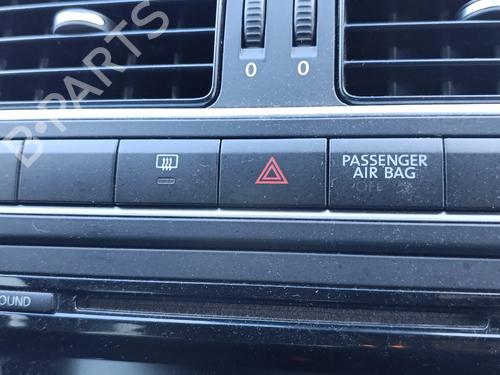 B-PARTS
0 0
PASSENGER
AIR BAG
OFF
OUND